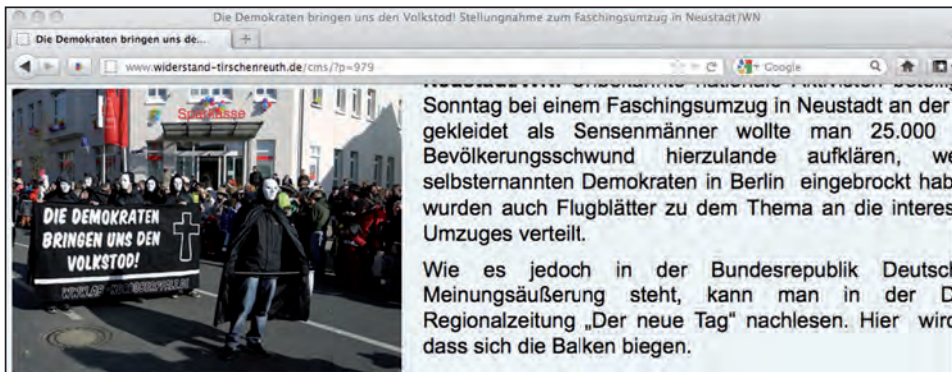 Die Demokraten bringen uns den Volkstod! Stellungnahme zum Faschingsumzug in Neustadt/WN
Die Demokraten bringen uns de...
www.widerstand-tirschenreuth.de/cms/?p=979
Google
Sparkasse
DIE DEMOKRATEN
BRINGEN UNS DEN
VOLKSTOD!
Sonntag bei einem Faschingsumzug in Neustadt an der
gekleidet als Sensenmänner wollte man 25.000
Bevölkerungsschwund hierzulande aufklären, we
selbsternannten Demokraten in Berlin eingebrockt hab
wurden auch Flugblätter zu dem Thema an die interes
Umzuges verteilt.
Wie es jedoch in der Bundesrepublik Deutsc
Meinungsäußerung steht, kann man in der D
Regionalzeitung „Der neue Tag“ nachlesen. Hier wird
dass sich die Balken biegen.